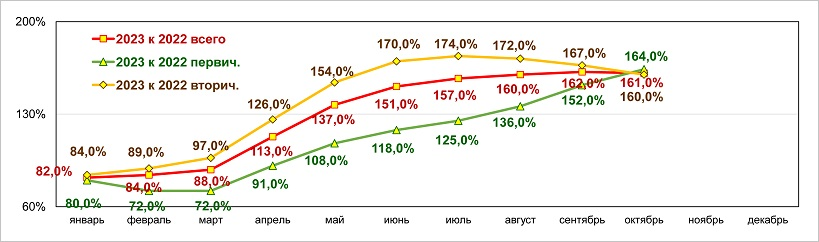 200%
130%
60%
2023 к 2022 всего
2023 к 2022 первич.
2023 к 2022 вторич.
84,0% 89,0% 97,0% 126,0% 154,0% 170,0% 174,0% 172,0% 167,0% 160,0%
82,0% 84,0% 88,0% 113,0% 137,0% 151,0% 157,0% 160,0% 162,0% 161,0%
80,0% 72,0% 72,0% 91,0% 108,0% 118,0% 125,0% 136,0% 152,0% 164,0%
январь февраль март апрель май июнь июль август сентябрь октябрь ноябрь декабрь